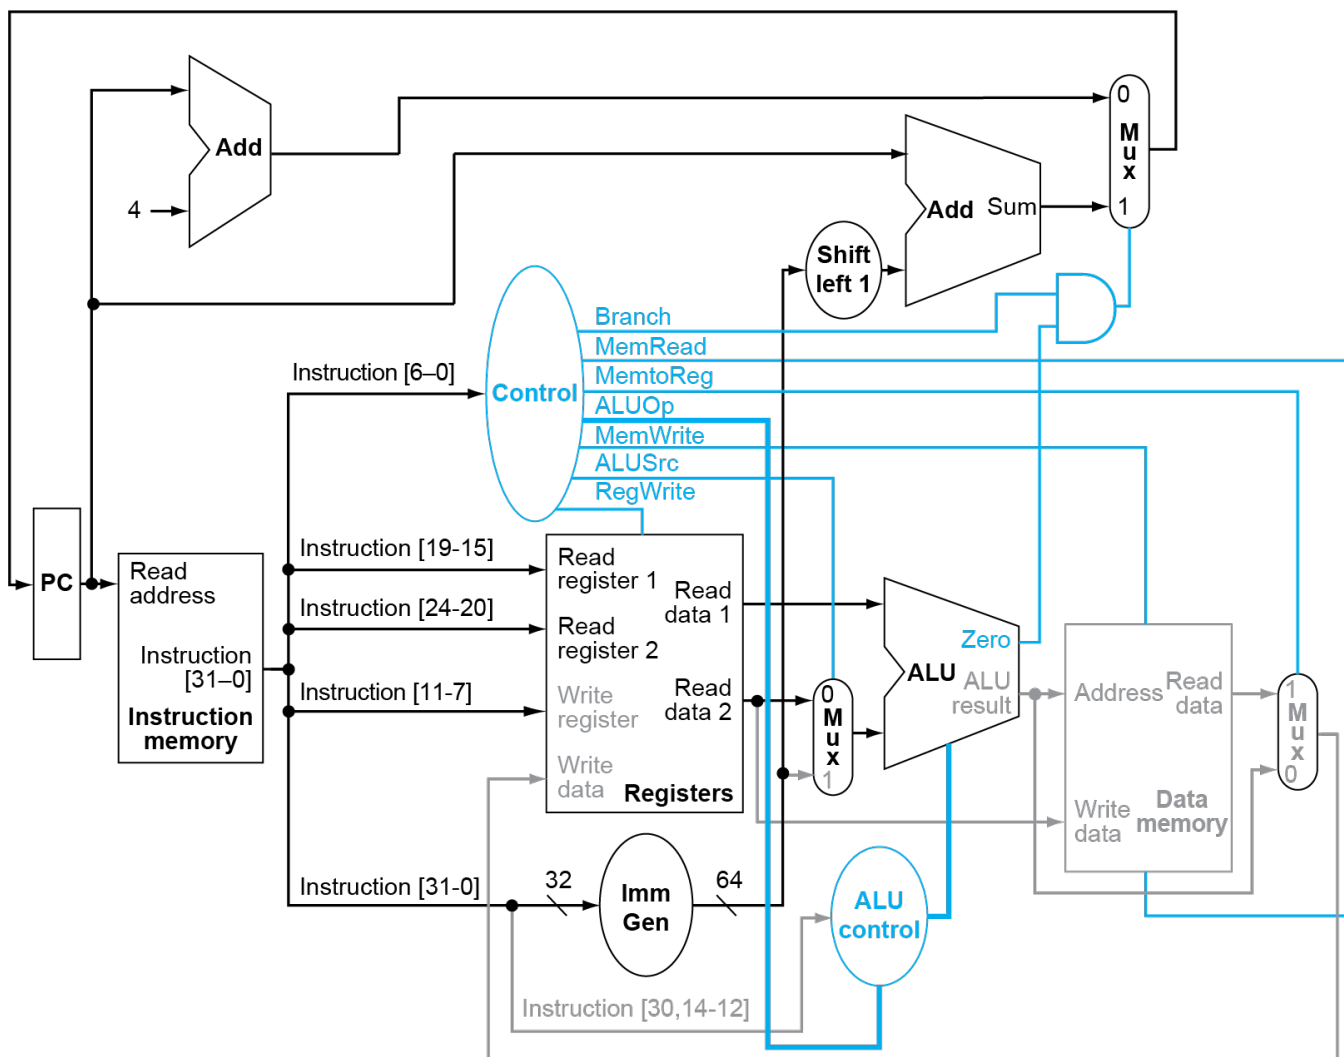 0
Mux
1
Add
4
Add Sum
Shift
left 1
Branch
MemRead
MemtoReg
ALUOp
MemWrite
ALUSrc
RegWrite
Instruction [6–0]
Control
PC
Read
address
Instruction
[31–0]
Instruction
memory
Instruction [19-15]
Instruction [24-20]
Instruction [11-7]
Instruction [31-0]
Read
register 1
Read
register 2
Write
register
Write
data
Read
data 1
Read
data 2
Registers
0
Mux
1
Zero
ALU
ALU
result
Address
Read
data
Write
data
Data
memory
1
Mux
0
32
Imm
Gen
64
ALU
control
Instruction [30,14-12]